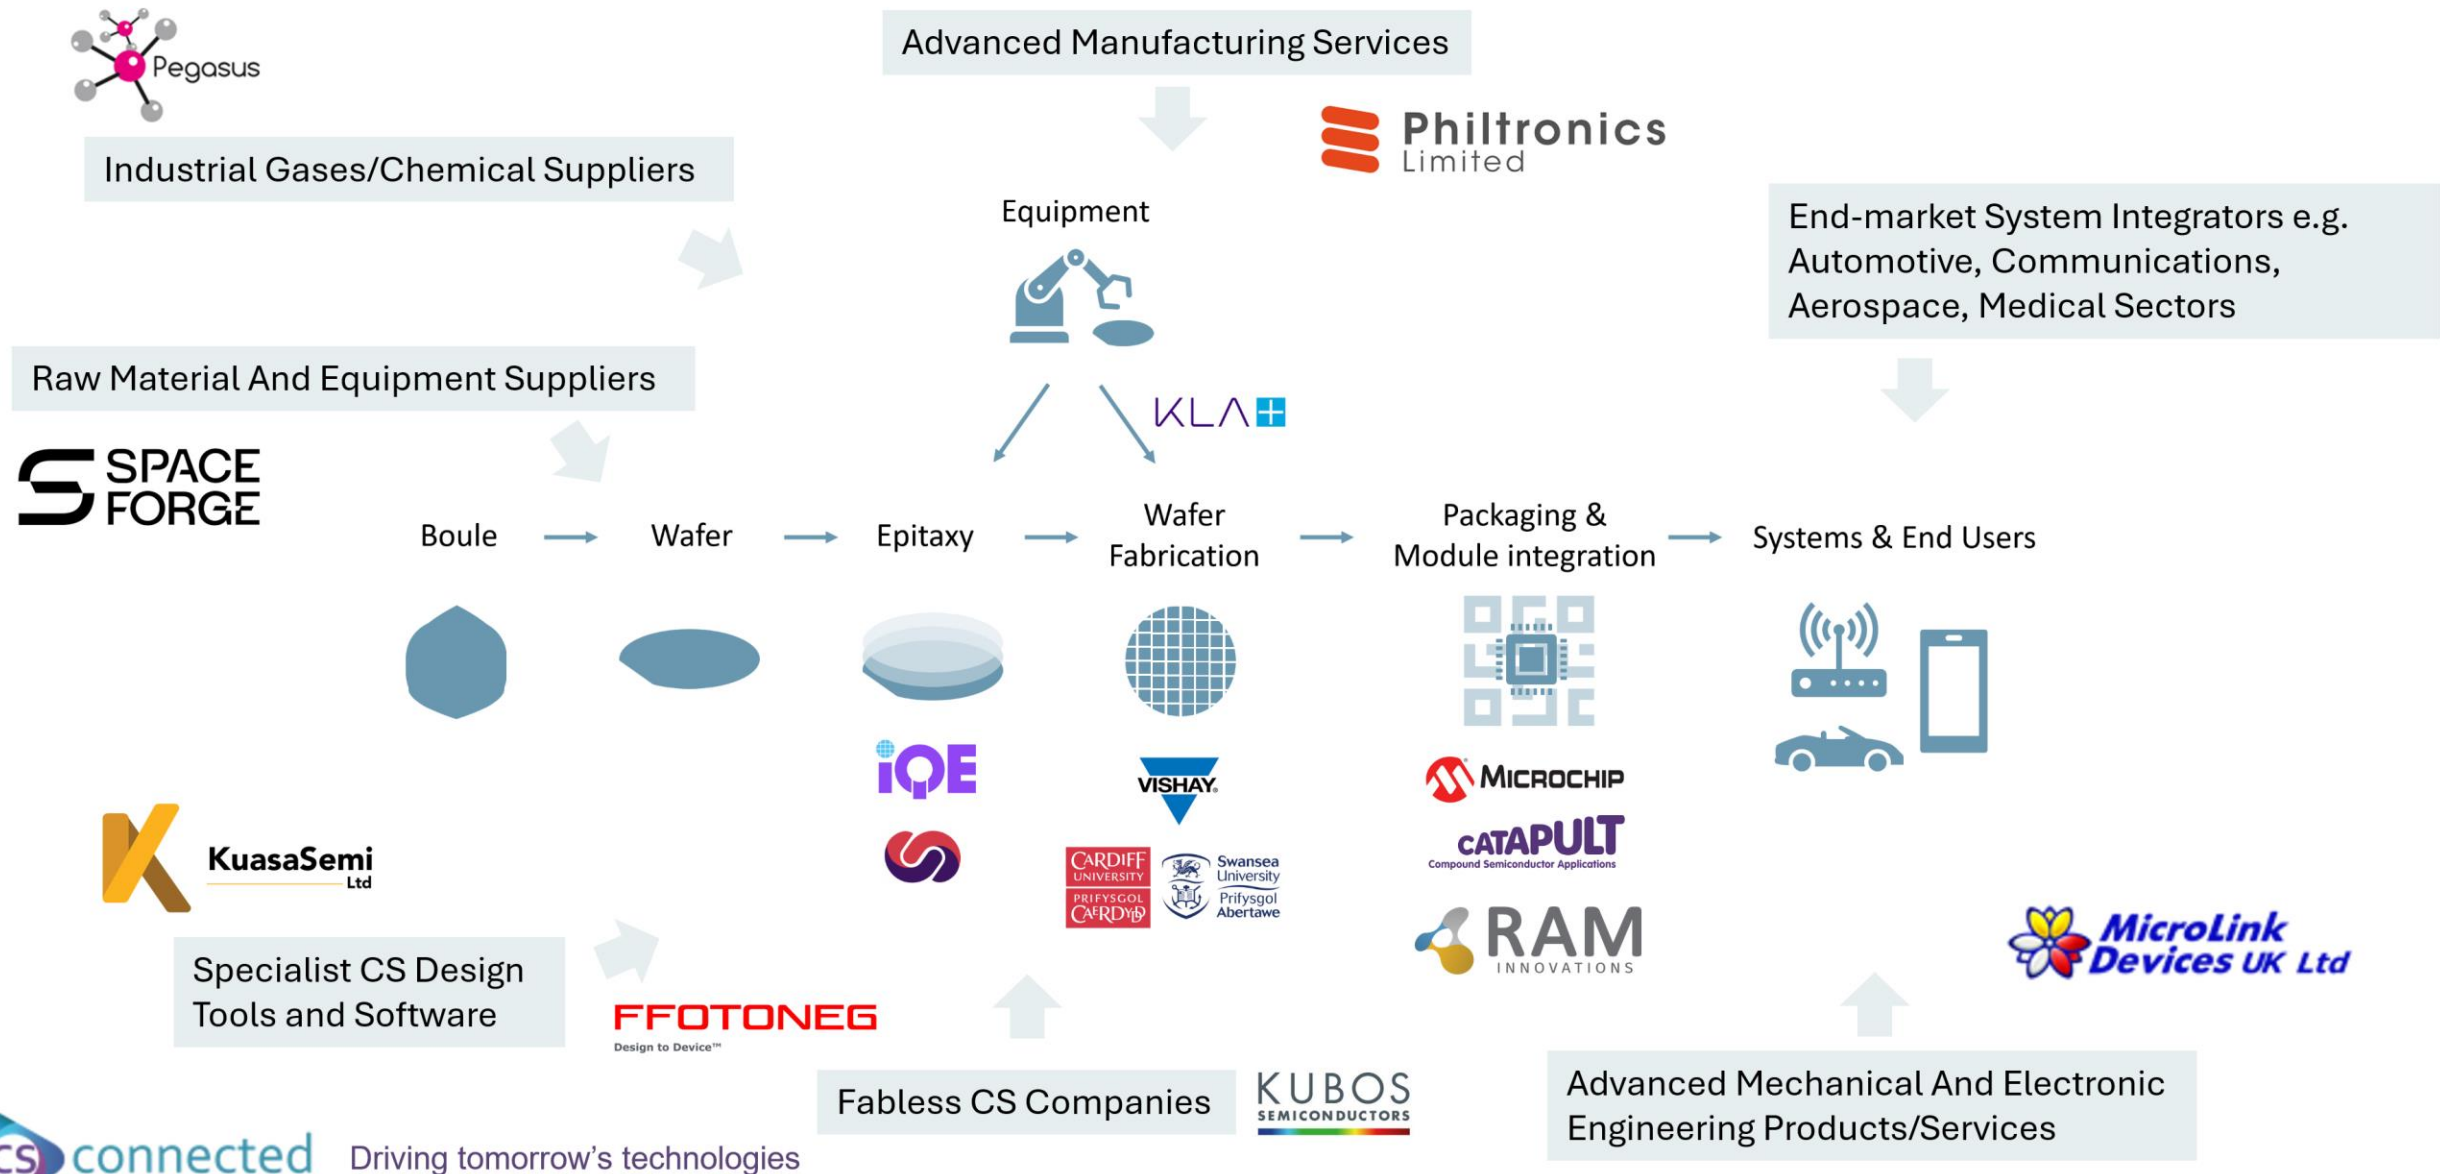 Pegasus
Advanced Manufacturing Services
Philtronics
Limited
Industrial Gases/Chemical Suppliers
Equipment
End-market System Integrators e.g.
Automotive, Communications,
Aerospace, Medical Sectors
Raw Material And Equipment Suppliers
KLA+
SPACE
FORGE
Boule
Wafer
Epitaxy
Wafer
Fabrication
Packaging &
Module integration
Systems & End Users
iQE
VISHAY.
MICROCHIP
CATAPULT
Compound Semiconductor Applications
KuasaSemi
Ltd
CARDIFF
UNIVERSITY
PRIFYSGOL
CAERDYDD
Swansea
University
Prifysgol
Abertawe
RAM
INNOVATIONS
MicroLink
Devices UK Ltd
Specialist CS Design
Tools and Software
FFOTONEG
Design to Device™
Fabless CS Companies
KUBOS
SEMICONDUCTORS
Advanced Mechanical And Electronic
Engineering Products/Services
cs connected
Driving tomorrow's technologies